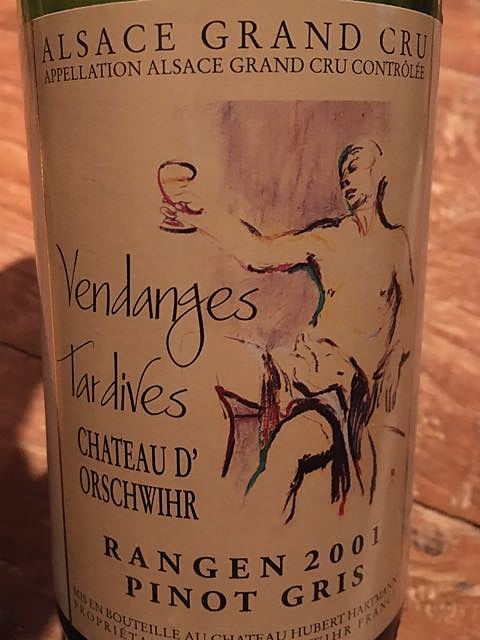 ALSACE GRAND CRU
APPELLATION ALSACE GRAND CRU CONTRÔLÉE
Vendanges
Tardives
CHATEAU D'
ORSCHWIHR
RANGEN 2001
PINOT GRIS
MIS EN BOUTEILLE AU CHATEAU HUBERT HARTMANN
FRANCE